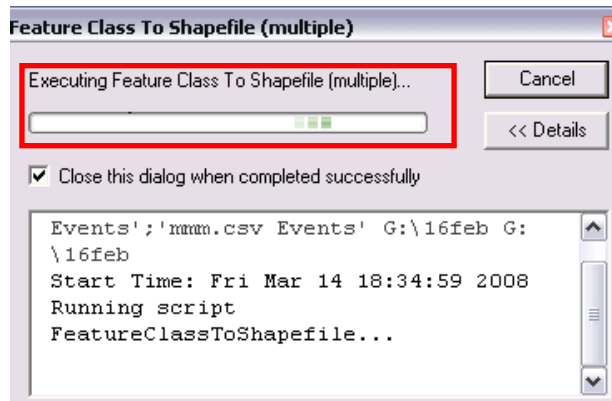 Feature Class To Shapefile (multiple)
Executing Feature Class To Shapefile (multiple)...
Cancel
<< Details
Close this dialog when completed successfully
Events';'mmm.csv Events' G:\16feb G:
\16feb
Start Time: Fri Mar 14 18:34:59 2008
Running script
FeatureClassToShapefile...